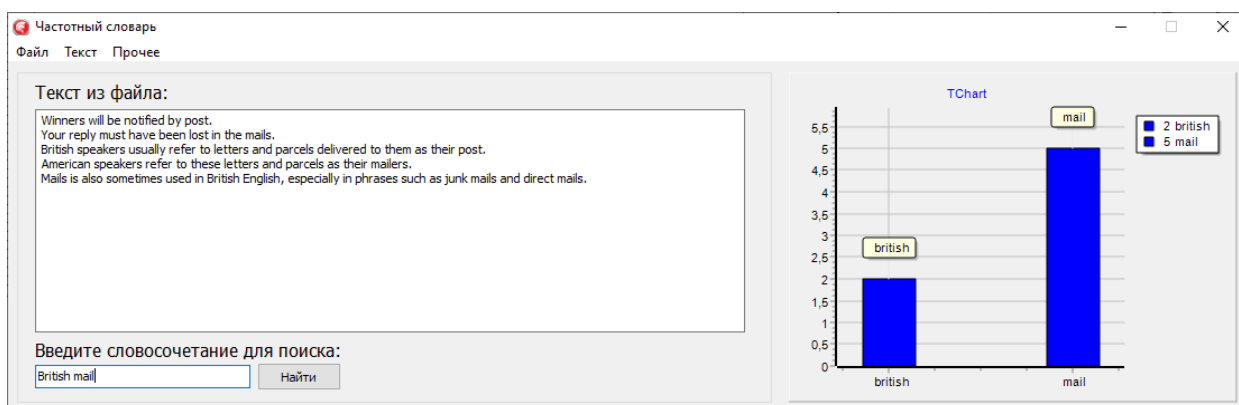 Частотный словарь
Файл Текст Прочее
Текст из файла:
Winners will be notified by post.
Your reply must have been lost in the mails.
British speakers usually refer to letters and parcels delivered to them as their post.
American speakers refer to these letters and parcels as their mailers.
Mails is also sometimes used in British English, especially in phrases such as junk mails and direct mails.
Введите словосочетание для поиска:
British mail
Найти
TChart
mail
british
2 british
5 mail
5,5
5
4,5
4
3,5
3
2,5
2
1,5
1
0,5
0
british mail